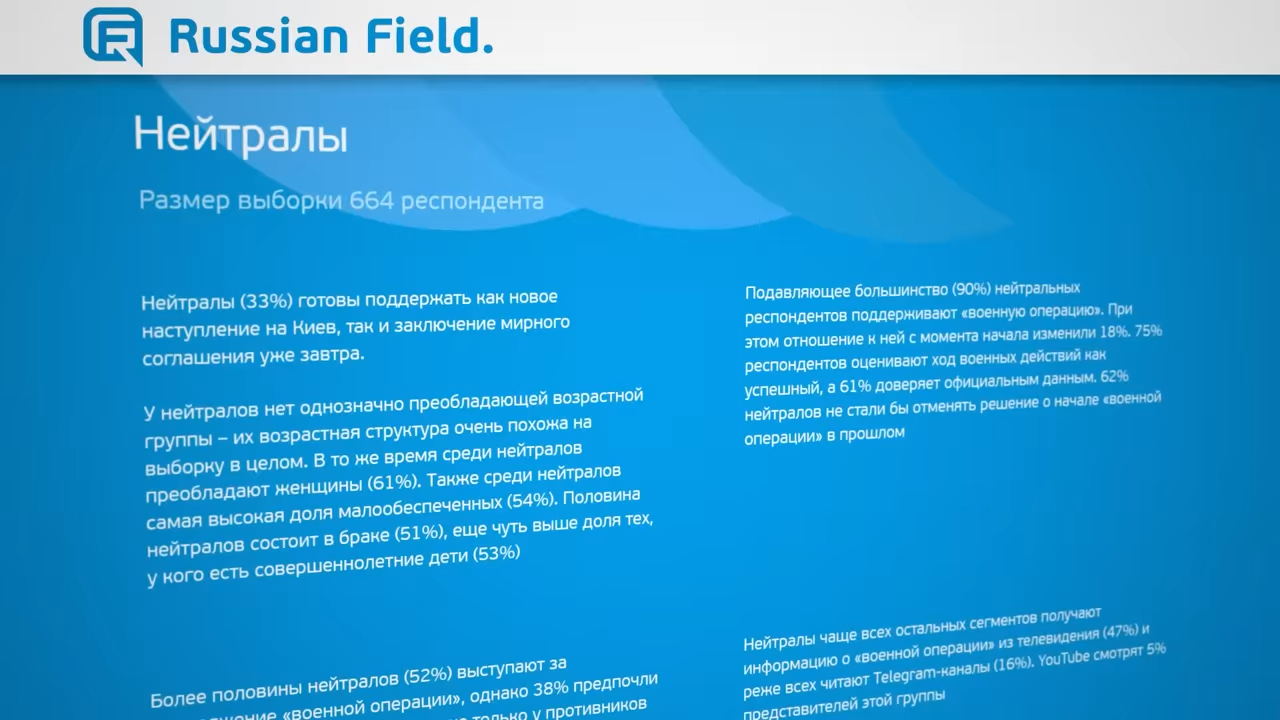 Russian Field.
Нейтралы
Размер выборки 664 респондента
Нейтралы (33%) готовы поддержать как новое
наступление на Киев, так и заключение мирного
соглашения уже завтра.
У нейтралов нет однозначно преобладающей возрастной
группы – их возрастная структура очень похожа на
выборку в целом. В то же время среди нейтралов
преобладают женщины (61%). Также среди нейтралов
самая высокая доля малообеспеченных (54%). Половина
нейтралов состоит в браке (51%), еще чуть выше доля тех,
у кого есть совершеннолетние дети (53%)
Более половины нейтралов (52%) выступают за
«военной операции», однако 38% предпочли
только у противников
Подавляющее большинство (90%) нейтральных
респондентов поддерживают «военную операцию». При
этом отношение к ней с момента начала изменили 18%. 75%
респондентов оценивают ход военных действий как
успешный, а 61% доверяет официальным данным. 62%
нейтралов не стали бы отменять решение о начале «военной
операции» в прошлом
Нейтралы чаще всех остальных сегментов получают
информацию о «военной операции» из телевидения (47%) и
реже всех читают Telegram-каналы (16%). YouTube смотрят 5%
представителей этой группы